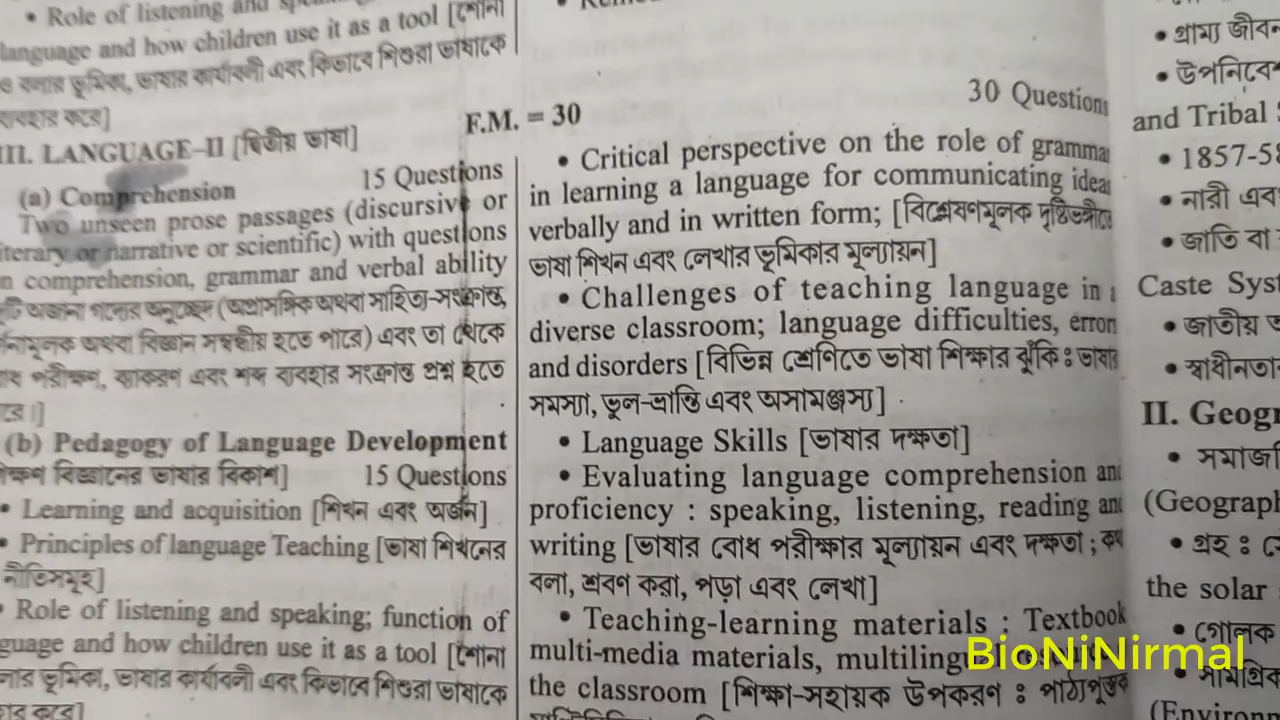 • Role of listening and
language and how children use it as a tool [শোনা
ও বলার ভূমিকা, ভাষার কার্যাবলী এবং কিভাবে শিশুরা ভাষাকে
ব্যবহার করে]
III. LANGUAGE–II [দ্বিতীয় ভাষা]
F.M. = 30
(a) Comprehension 15 Questions
Two unseen prose passages (discursive or
literary or narrative or scientific) with questions
on comprehension, grammar and verbal ability
অজানা গদ্যের অনুচ্ছেদ (অপ্রাসঙ্গিক অথবা সাহিত্য-সংক্রান্ত,
অথবা বিজ্ঞান সম্বন্ধীয় হতে পারে) এবং তা থেকে
পরীক্ষণ, ব্যাকরণ এবং শব্দ ব্যবহার সংক্রান্ত প্রশ্ন হতে
(b) Pedagogy of Language Development
বিজ্ঞানের ভাষার বিকাশ] 15 Questions
• Learning and acquisition [শিখন এবং অর্জন]
• Principles of language Teaching [ভাষা শিখনের
নীতিসমূহ]
• Role of listening and speaking; function of
guage and how children use it as a tool [শোনা
ভূমিকা, ভাষার কার্যাবলী এবং কিভাবে শিশুরা ভাষাকে
30 Questions
• Critical perspective on the role of gramma
in learning a language for communicating ideas
verbally and in written form; [বিশ্লেষণমূলক দৃষ্টিভঙ্গীতে
ভাষা শিখন এবং লেখার ভূমিকার মূল্যায়ন]
• Challenges of teaching language in a
diverse classroom; language difficulties, errors
and disorders [বিভিন্ন শ্রেণিতে ভাষা শিক্ষার ঝুঁকি : ভাষার
সমস্যা, ভুল-ভ্রান্তি এবং অসামঞ্জস্য]
• Language Skills [ভাষার দক্ষতা]
• Evaluating language comprehension and
proficiency : speaking, listening, reading and
writing [ভাষার বোধ পরীক্ষার মূল্যায়ন এবং দক্ষতা ; কথা
বলা, শ্রবণ করা, পড়া এবং লেখা]
• Teaching-learning materials : Textbook
multi-media materials, multilingual
the classroom [শিক্ষা-সহায়ক উপকরণ : পাঠ্যপুস্তক
• গ্রাম্য জীবন
• উপনিবেশ
and Tribal
• 1857-58
• নারী এবং
• জাতি বা
Caste Syst
• জাতীয়
• স্বাধীনতা
II. Geogr
• সমাজ
(Geograph
• গ্রহ :
the solar
• গোলক
• সামগ্রিক
(Environ
BioNiNirmal